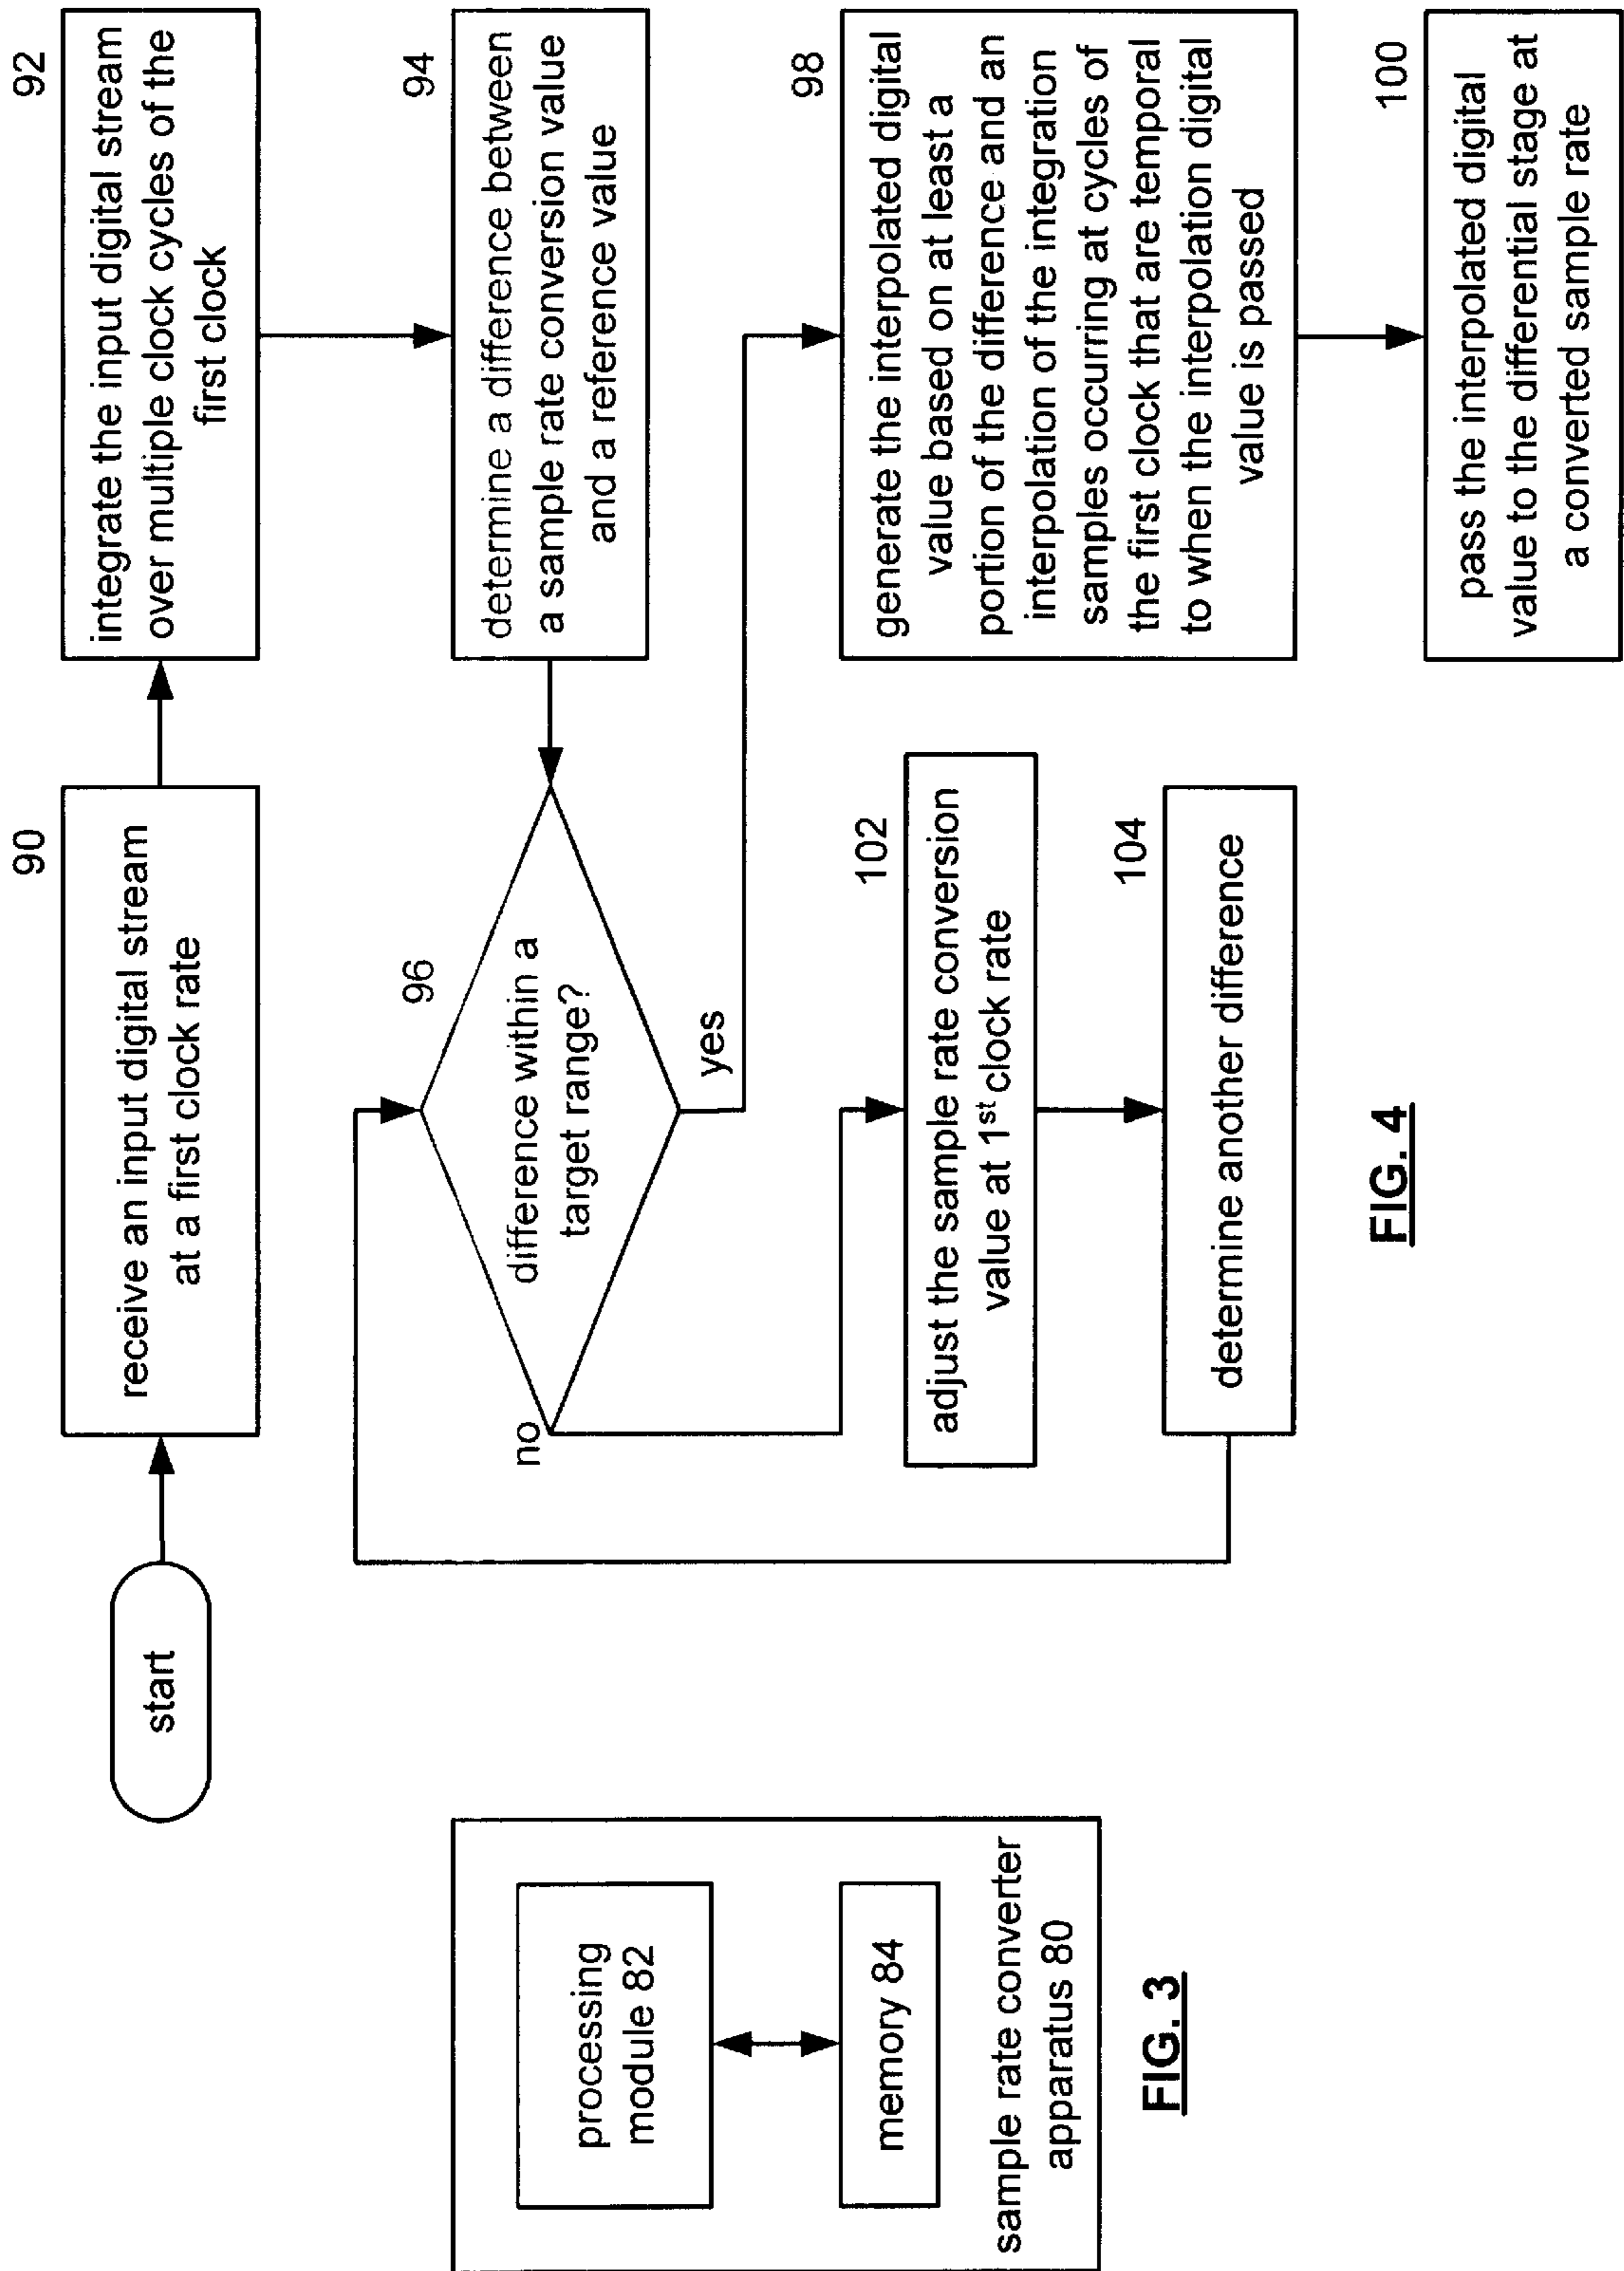 processing
module 82
memory 84
sample rate converter
apparatus 80
FIG. 3
start
90
receive an input digital stream
at a first clock rate
92
integrate the input digital stream
over multiple clock cycles of the
first clock
94
determine a difference between
a sample rate conversion value
and a reference value
96
difference within a
target range?
no
yes
98
generate the interpolated digital
value based on at least a
portion of the difference and an
interpolation of the integration
samples occurring at cycles of
the first clock that are temporal
to when the interpolation digital
value is passed
100
pass the interpolated digital
value to the differential stage at
a converted sample rate
102
adjust the sample rate conversion
value at 1st clock rate
104
determine another difference
FIG. 4